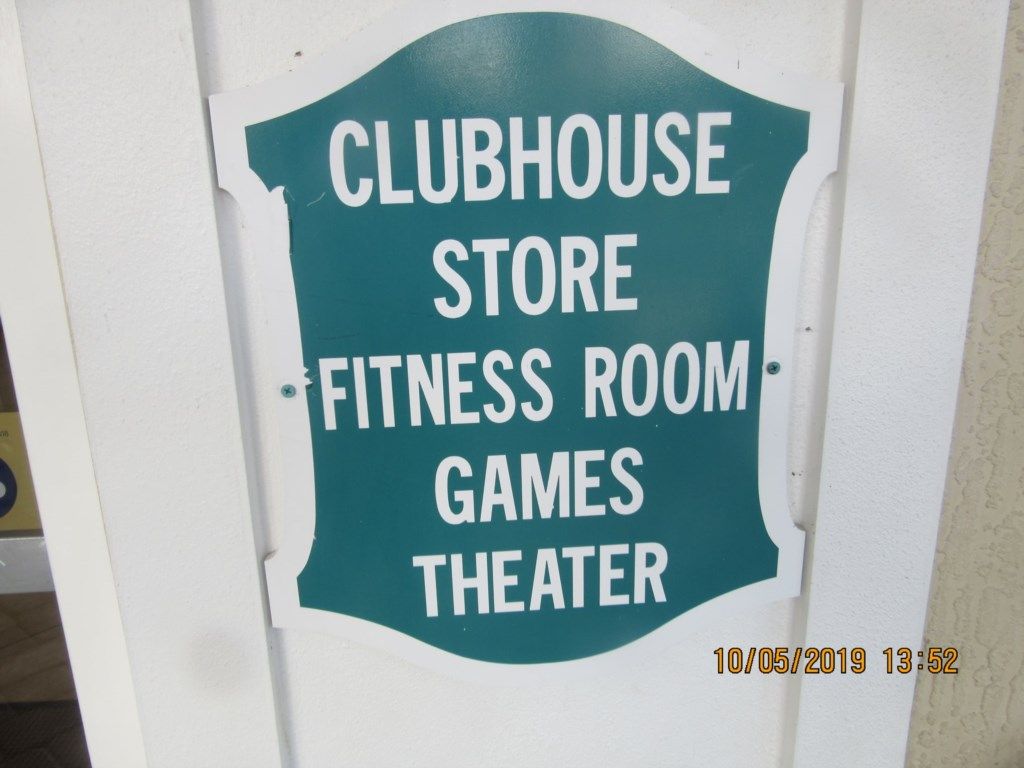 CLUBHOUSE
STORE
FITNESS ROOM
GAMES
THEATER
10/05/2019 13:52